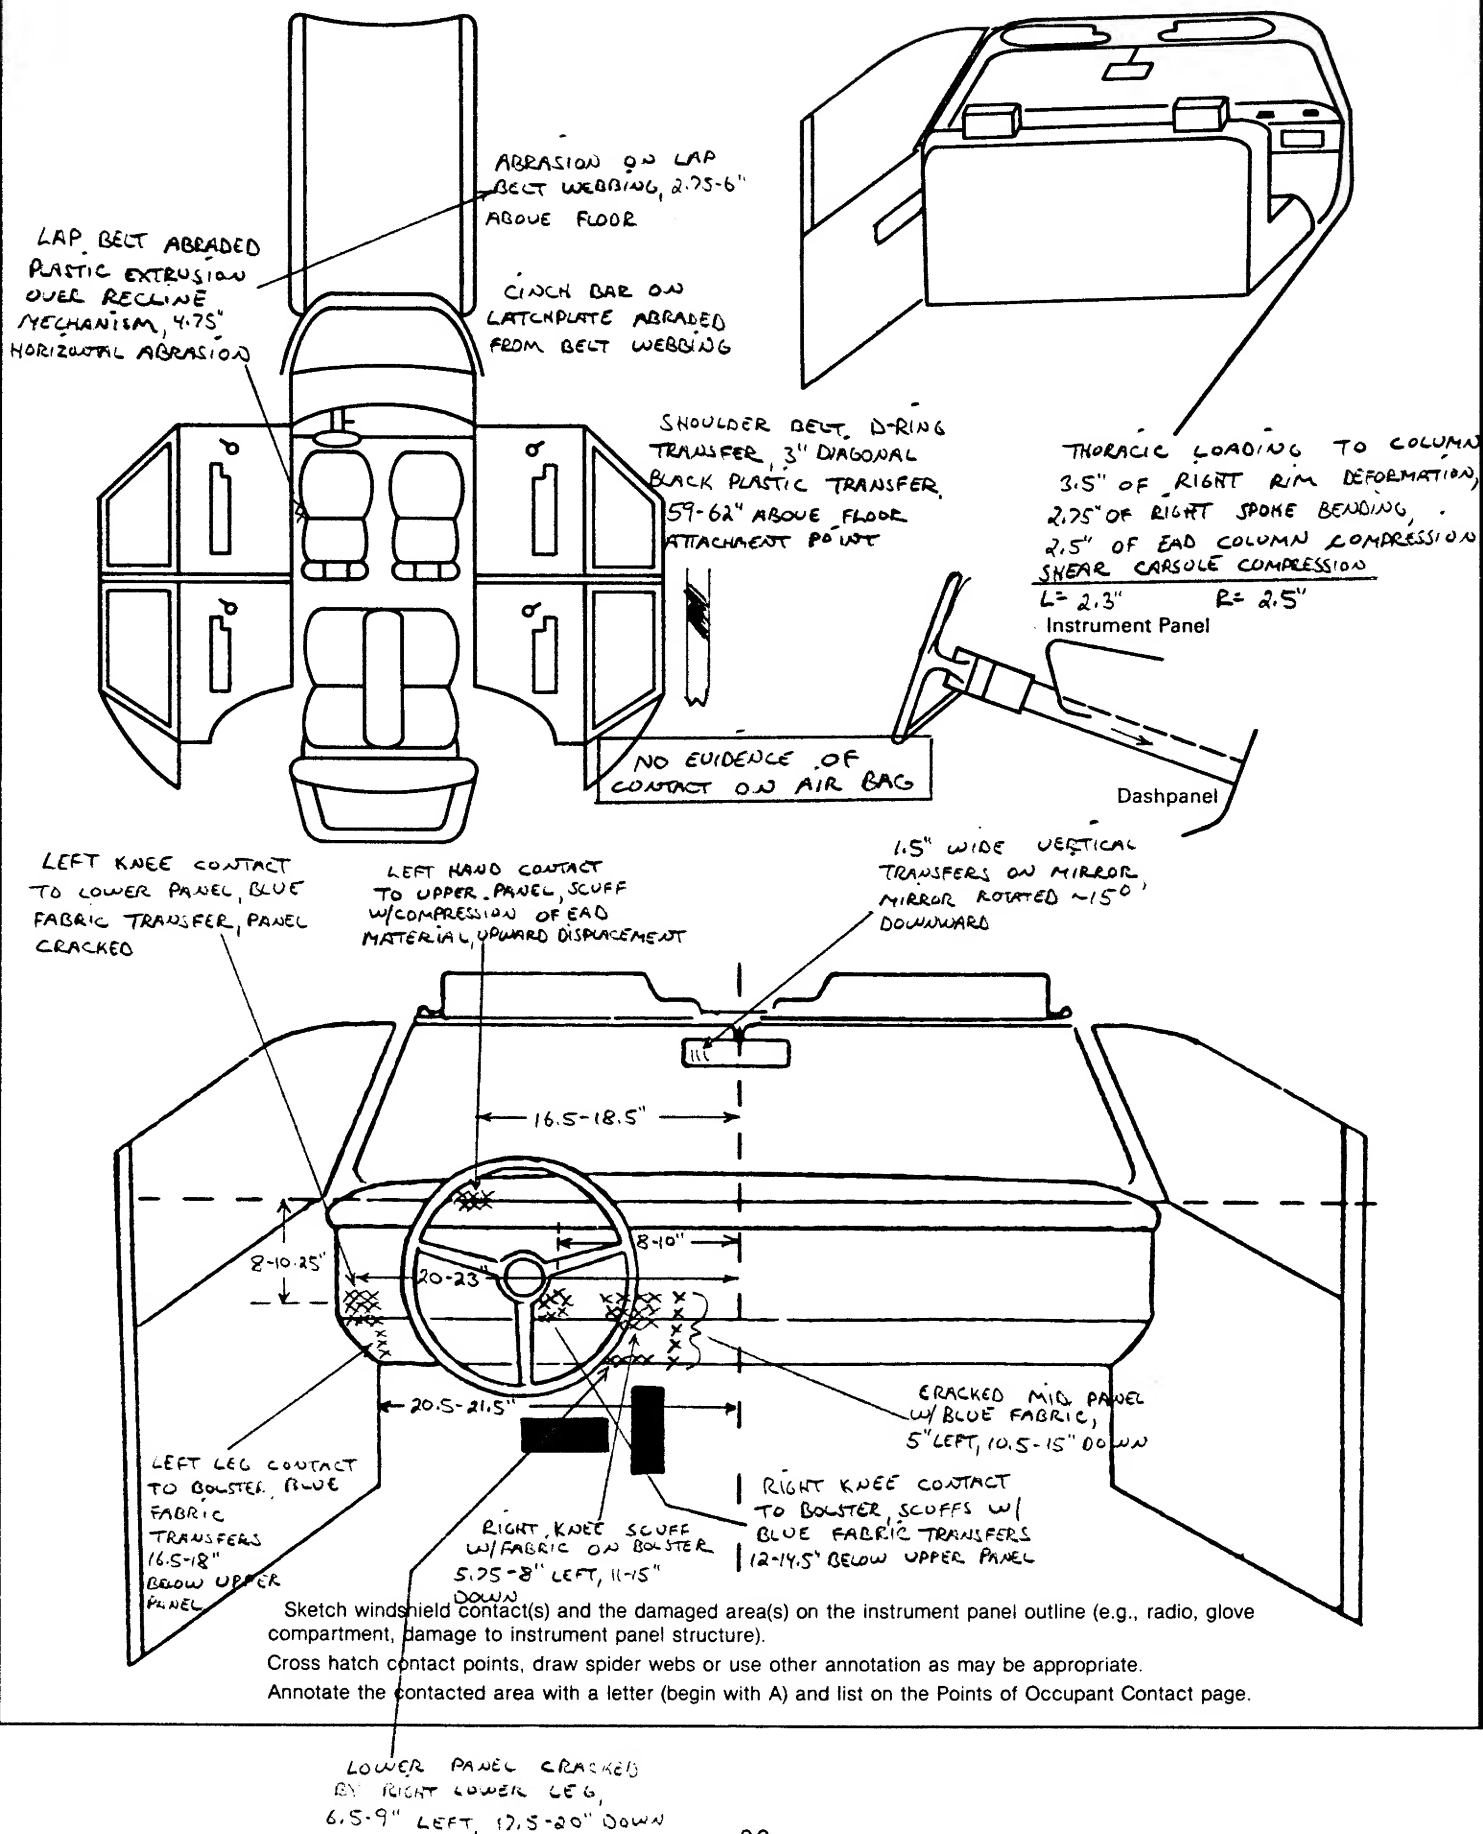 ABRASION ON LAP
BELT WEBBING, 2.75-6"
ABOVE FLOOR
LAP BELT ABRADED
PLASTIC EXTRUSION
OVER RECLINE
MECHANISM, 4.75"
HORIZONTAL ABRASION
CINCH BAR ON
LATCHPLATE ABRADED
FROM BELT WEBBING
SHOULDER BELT D-RING
TRANSFER, 3" DIAGONAL
BLACK PLASTIC TRANSFER,
59-62" ABOVE FLOOR
ATTACHMENT POINT
THORACIC LOADING TO COLUMN
3.5" OF RIGHT RIM DEFORMATION,
2.75" OF RIGHT SPOKE BENDING,
2.5" OF EAD COLUMN COMPRESSION
SHEAR CAPSULE COMPRESSION
L= 2.3" R= 2.5"
Instrument Panel
NO EVIDENCE OF
CONTACT ON AIR BAG
Dashpanel
LEFT KNEE CONTACT
TO LOWER PANEL, BLUE
FABRIC TRANSFER, PANEL
CRACKED
LEFT HAND CONTACT
TO UPPER PANEL, SCUFF
W/COMPRESSION OF EAD
MATERIAL, UPWARD DISPLACEMENT
1.5" WIDE VERTICAL
TRANSFERS ON MIRROR,
MIRROR ROTATED ~15°
DOWNWARD
16.5-18.5"
8-10"
8-10.25"
20-23"
20.5-21.5"
CRACKED MID PANEL
W/ BLUE FABRIC,
5" LEFT, 10.5-15" DOWN
LEFT LEG CONTACT
TO BOLSTER, BLUE
FABRIC
TRANSFERS
16.5-18"
BELOW UPPER
PANEL
RIGHT KNEE SCUFF
W/FABRIC ON BOLSTER
5.75-8" LEFT, 11-15"
DOWN
RIGHT KNEE CONTACT
TO BOLSTER, SCUFFS W/
BLUE FABRIC TRANSFERS
12-14.5" BELOW UPPER PANEL
Sketch windshield contact(s) and the damaged area(s) on the instrument panel outline (e.g., radio, glove
compartment, damage to instrument panel structure).
Cross hatch contact points, draw spider webs or use other annotation as may be appropriate.
Annotate the contacted area with a letter (begin with A) and list on the Points of Occupant Contact page.
LOWER PANEL CRACKED
BY RIGHT LOWER LEG,
6.5-9" LEFT, 17.5-20" DOWN